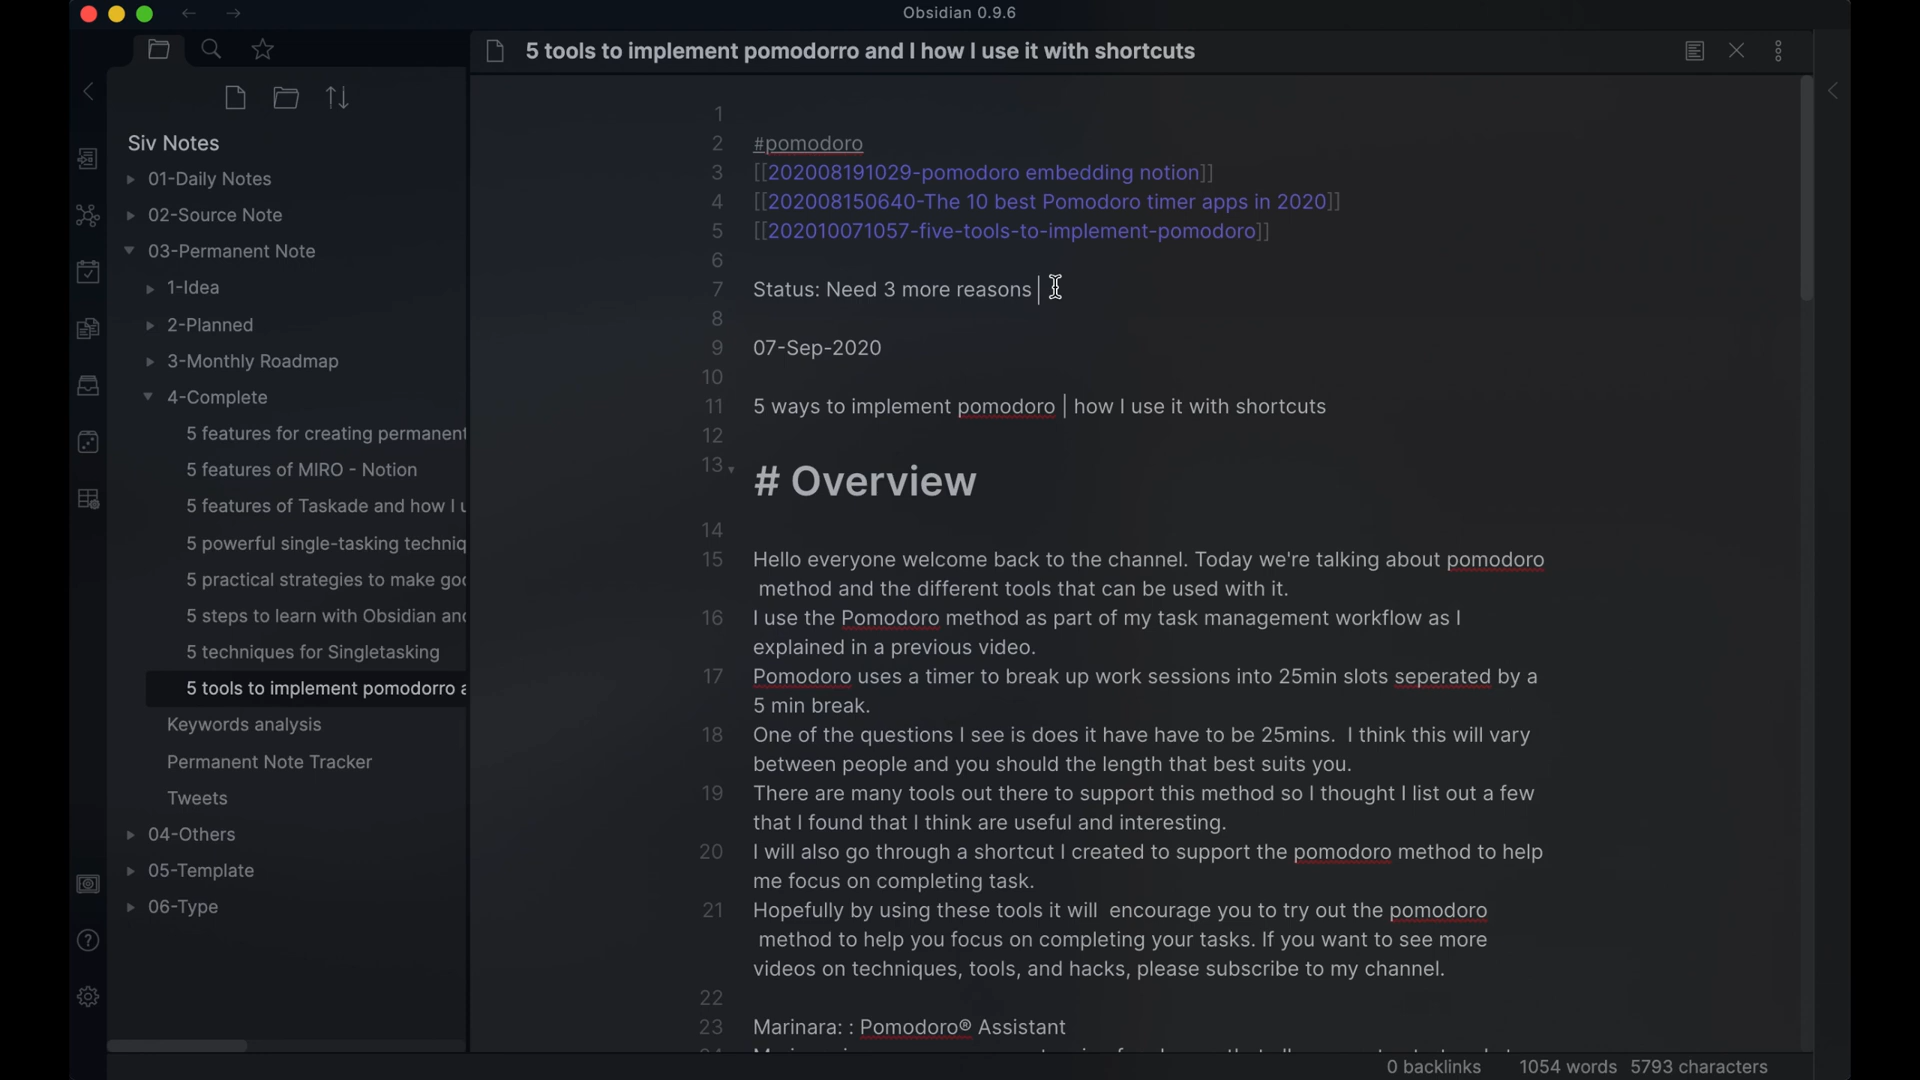 Obsidian 0.9.6
5 tools to implement pomodorro and I how I use it with shortcuts
Siv Notes
01-Daily Notes
02-Source Note
03-Permanent Note
1-Idea
2-Planned
3-Monthly Roadmap
4-Complete
5 features for creating permanent
5 features of MIRO - Notion
5 features of Taskade and how I u
5 powerful single-tasking techniq
5 practical strategies to make goo
5 steps to learn with Obsidian and
5 techniques for Singletasking
5 tools to implement pomodorro a
Keywords analysis
Permanent Note Tracker
Tweets
04-Others
05-Template
06-Type
1
2 #pomodoro
3 [[202008191029-pomodoro embedding notion]]
4 [[202008150640-The 10 best Pomodoro timer apps in 2020]]
5 [[202010071057-five-tools-to-implement-pomodoro]]
6
7 Status: Need 3 more reasons
8
9 07-Sep-2020
10
11 5 ways to implement pomodoro | how I use it with shortcuts
12
13 # Overview
14
15 Hello everyone welcome back to the channel. Today we're talking about pomodoro
method and the different tools that can be used with it.
16 I use the Pomodoro method as part of my task management workflow as I
explained in a previous video.
17 Pomodoro uses a timer to break up work sessions into 25min slots seperated by a
5 min break.
18 One of the questions I see is does it have have to be 25mins.  I think this will vary
between people and you should the length that best suits you.
19 There are many tools out there to support this method so I thought I list out a few
that I found that I think are useful and interesting.
20 I will also go through a shortcut I created to support the pomodoro method to help
me focus on completing task.
21 Hopefully by using these tools it will  encourage you to try out the pomodoro
method to help you focus on completing your tasks. If you want to see more
videos on techniques, tools, and hacks, please subscribe to my channel.
22
23 Marinara: : Pomodoro® Assistant
0 backlinks 1054 words 5793 characters